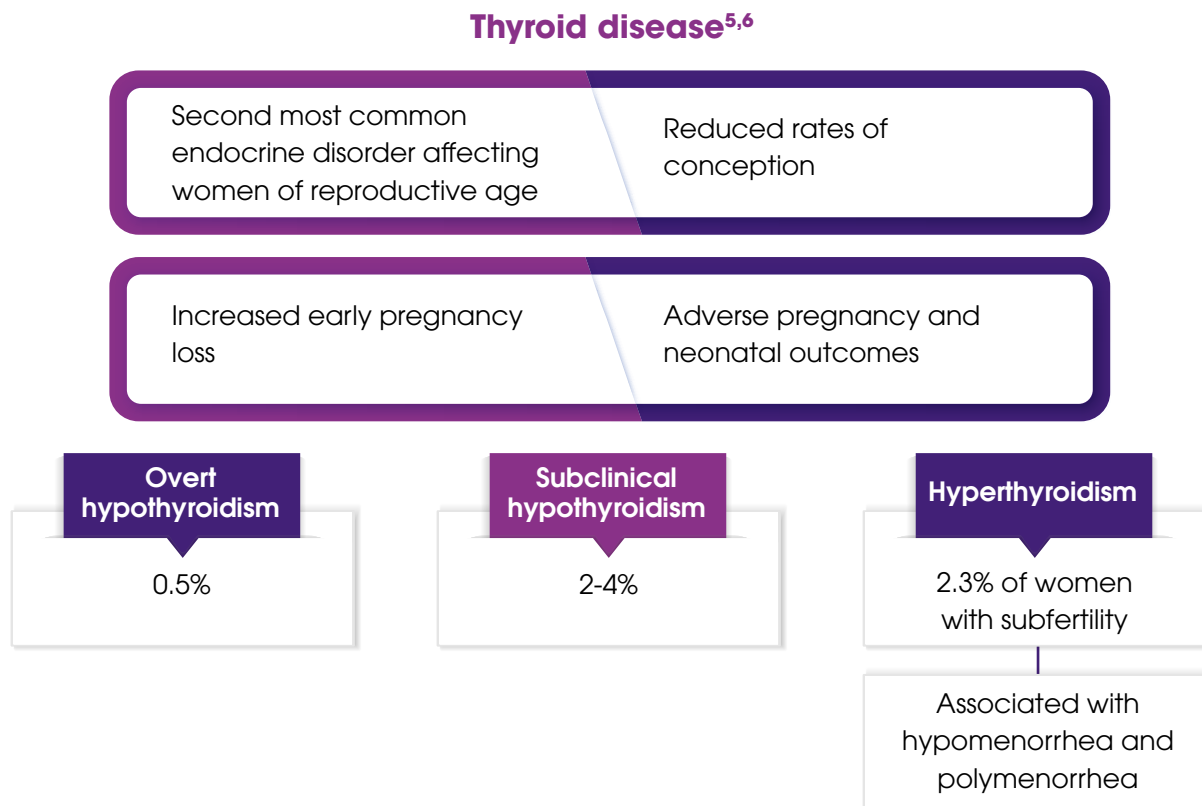 Thyroid disease5,6
Second most common
endocrine disorder affecting
women of reproductive age
Reduced rates of
conception
Increased early pregnancy
loss
Adverse pregnancy and
neonatal outcomes
Overt
hypothyroidism
0.5%
Subclinical
hypothyroidism
2-4%
Hyperthyroidism
2.3% of women
with subfertility
Associated with
hypomenorrhea and
polymenorrhea